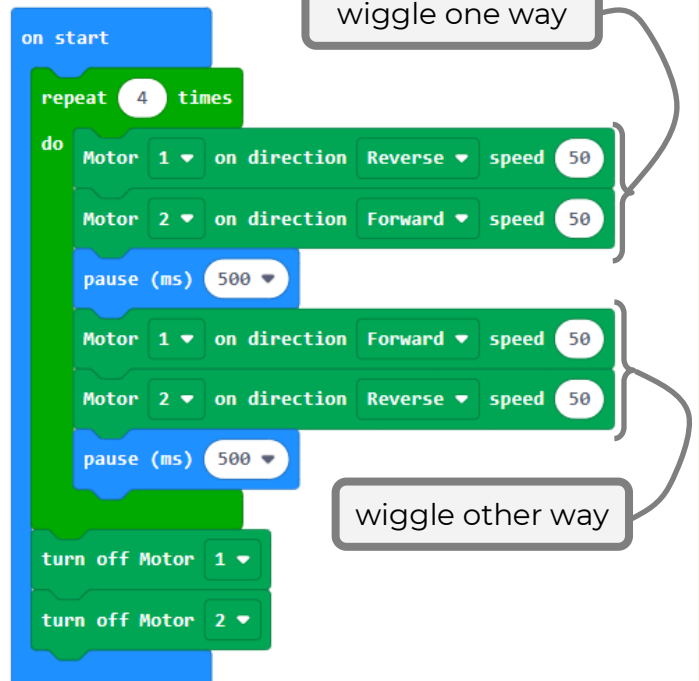 wiggle one way
on start
repeat 4 times
do
Motor 1 on direction Reverse speed 50
Motor 2 on direction Forward speed 50
pause (ms) 500
Motor 1 on direction Forward speed 50
Motor 2 on direction Reverse speed 50
pause (ms) 500
wiggle other way
turn off Motor 1
turn off Motor 2